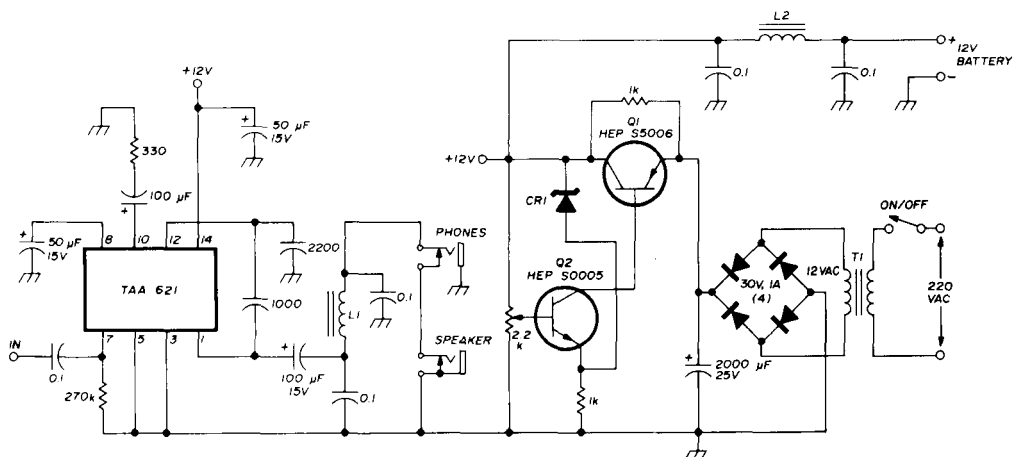 L2
+
12V
BATTERY
-
0.1
0.1
+12V
+
50 µF
15V
330
100 µF
+
+
50 µF
15V
8
10
12
14
TAA 621
7
5
3
1
2200
1000
IN
0.1
270k
+
100 µF
15V
L1
0.1
0.1
PHONES
SPEAKER
+12V
1k
Q1
HEP S5006
CR1
Q2
HEP S0005
2.2
k
1k
+
2000 µF
25V
30V, 1A
(4)
12VAC
T1
ON/OFF
220
VAC